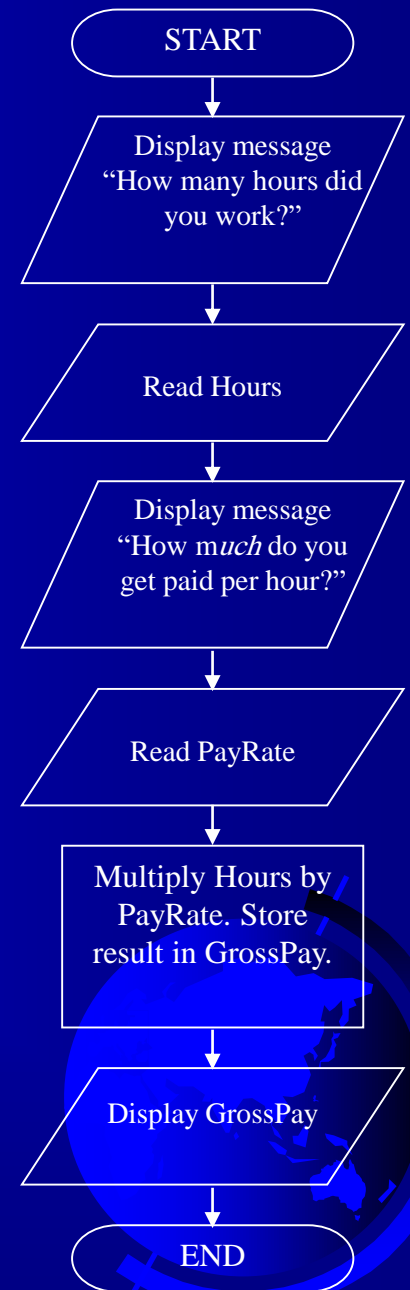 START
Display message
“How many hours did
you work?”
Read Hours
Display message
“How much do you
get paid per hour?”
Read PayRate
Multiply Hours by
PayRate. Store
result in GrossPay.
Display GrossPay
END